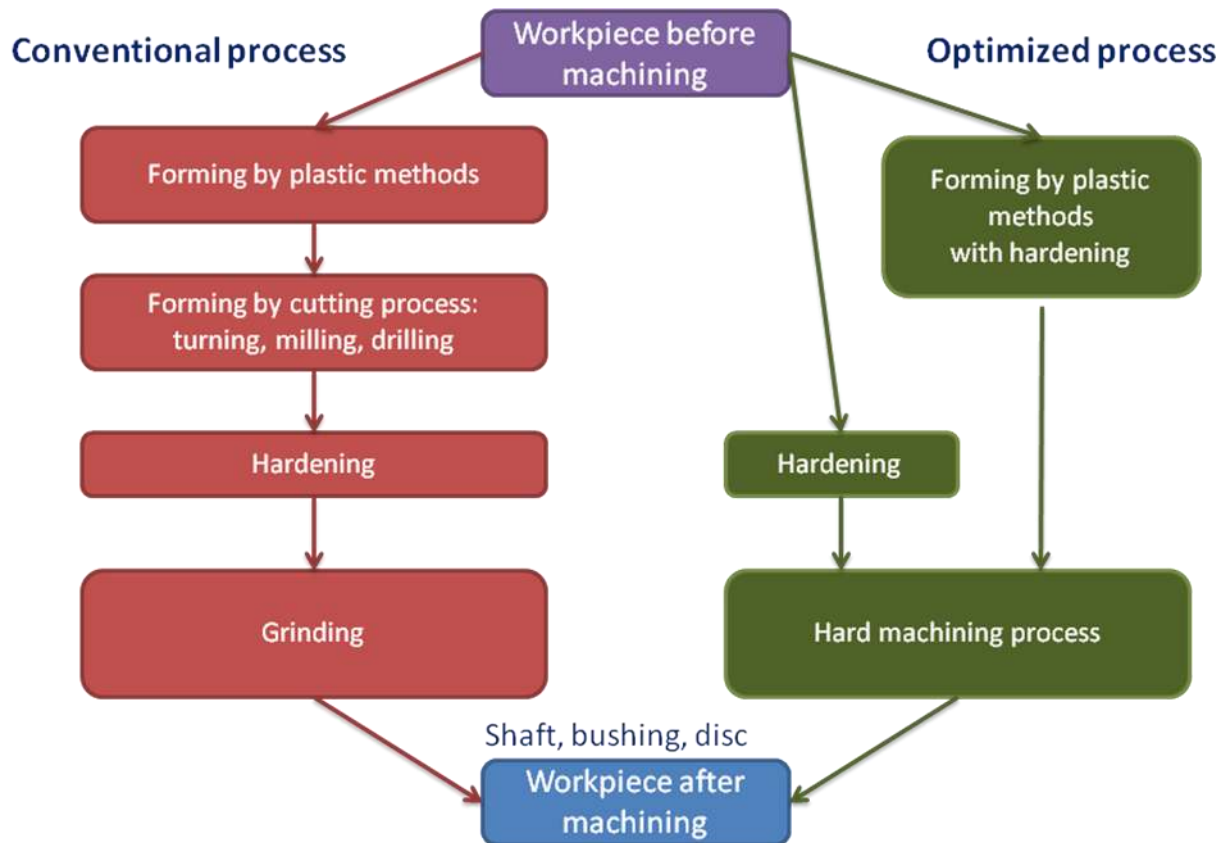 Conventional process
Workpiece before
machining
Optimized process
Forming by plastic methods
Forming by cutting process:
turning, milling, drilling
Hardening
Grinding
Forming by plastic
methods
with hardening
Hardening
Hard machining process
Shaft, bushing, disc
Workpiece after
machining